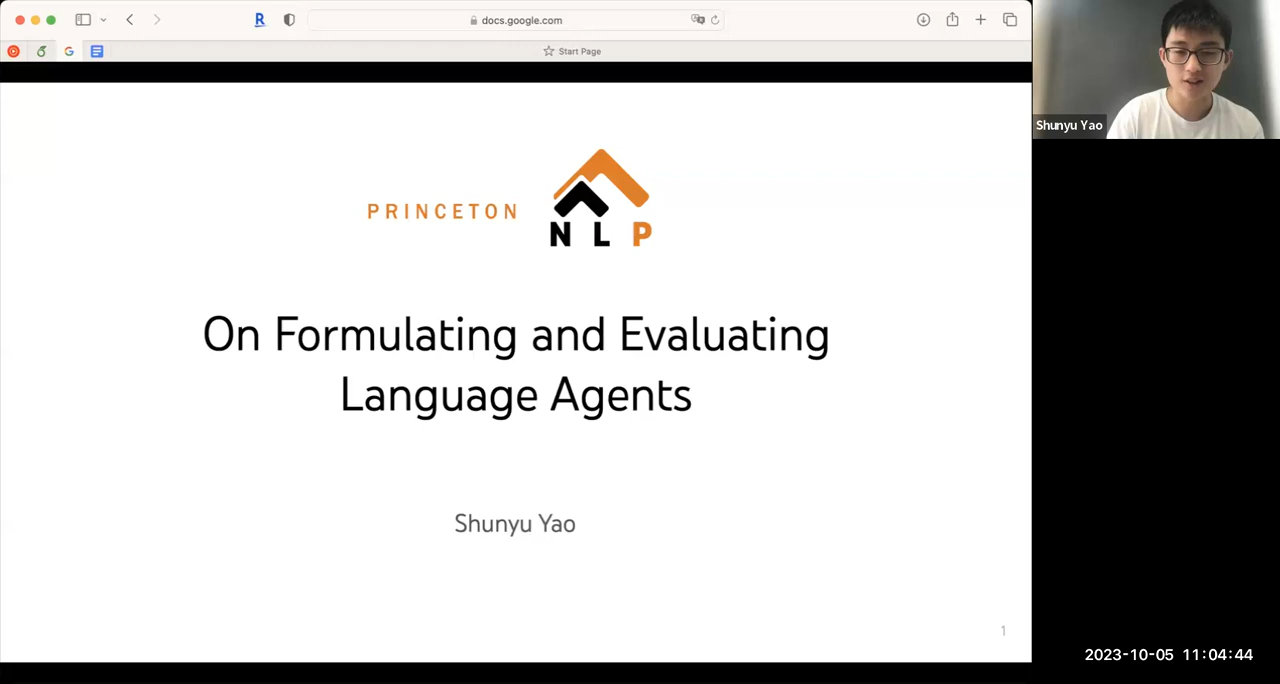 docs.google.com
Start Page
Shunyu Yao
PRINCETON
NLP
On Formulating and Evaluating
Language Agents
Shunyu Yao
1
2023-10-05 11:04:44